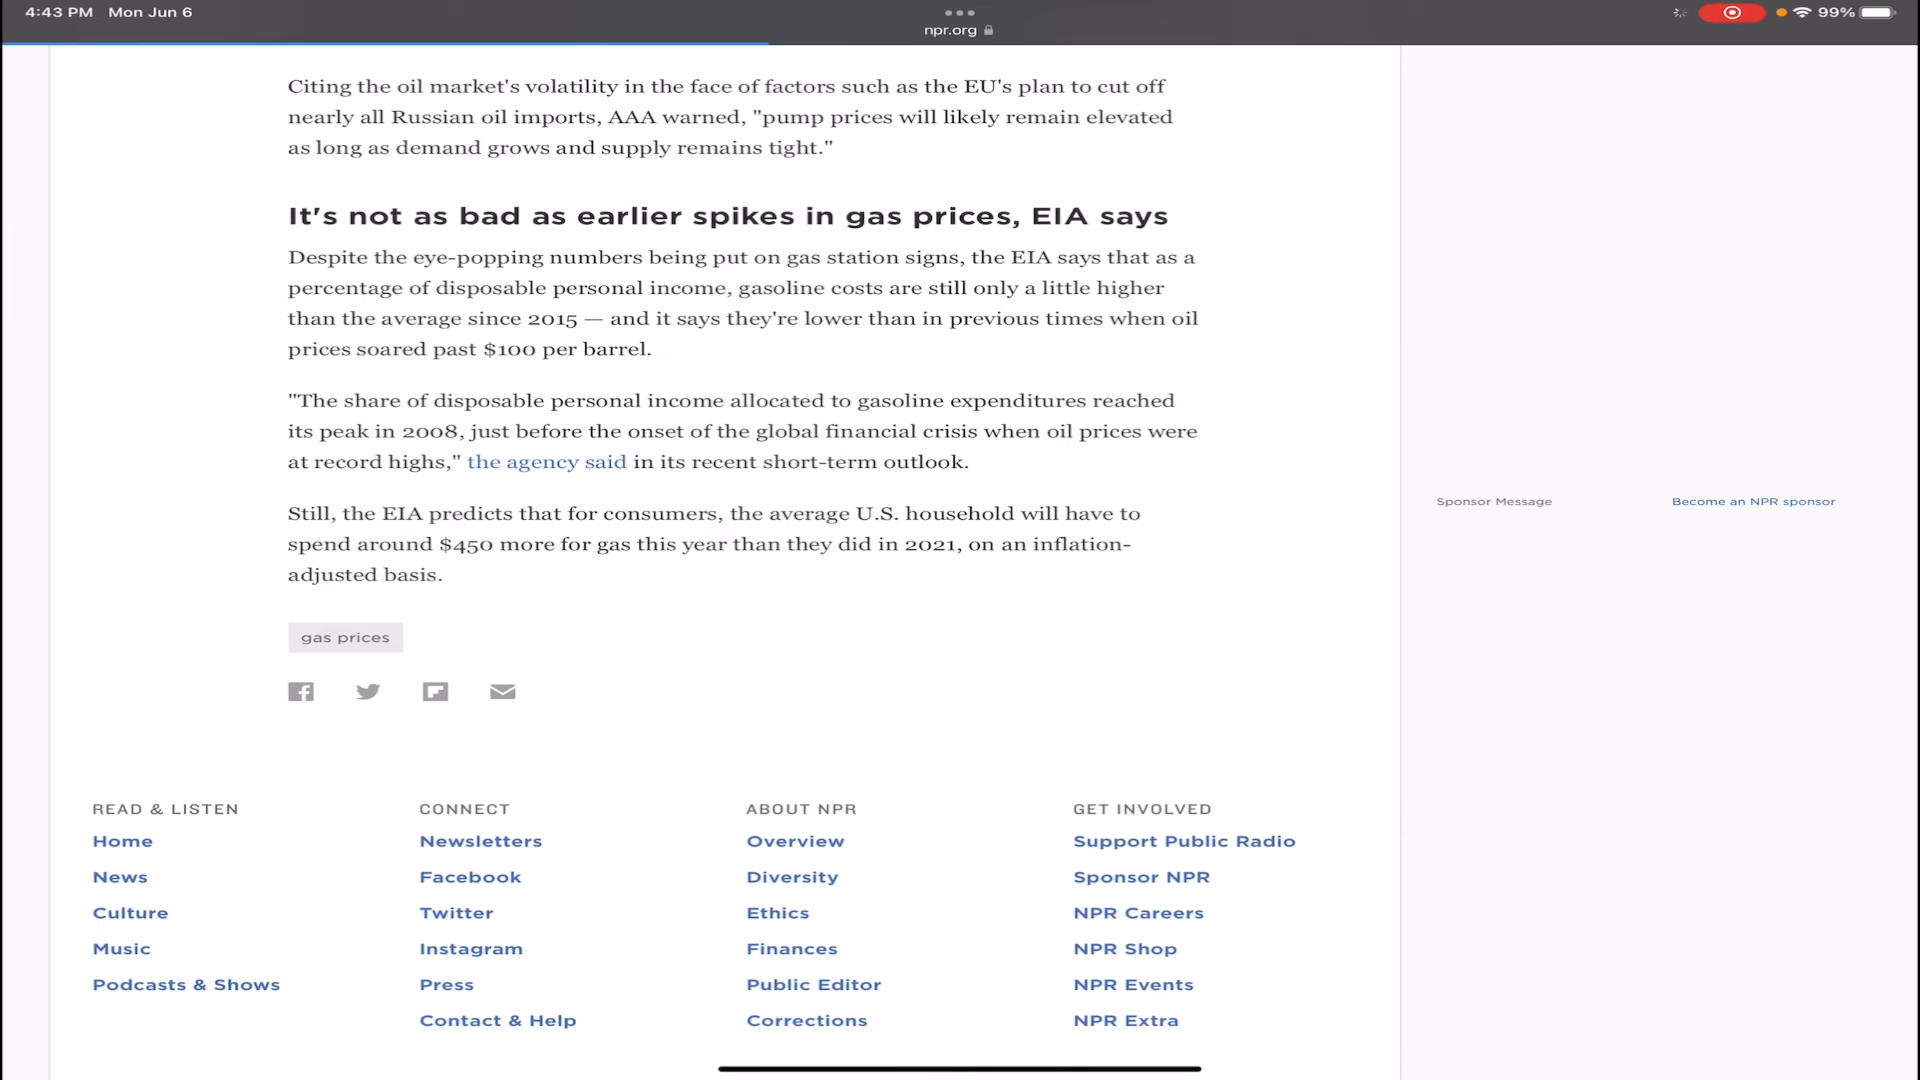 4:43 PM Mon Jun 6
npr.org
99%
Citing the oil market's volatility in the face of factors such as the EU's plan to cut off
nearly all Russian oil imports, AAA warned, "pump prices will likely remain elevated
as long as demand grows and supply remains tight."
It's not as bad as earlier spikes in gas prices, EIA says
Despite the eye-popping numbers being put on gas station signs, the EIA says that as a
percentage of disposable personal income, gasoline costs are still only a little higher
than the average since 2015 — and it says they're lower than in previous times when oil
prices soared past $100 per barrel.
"The share of disposable personal income allocated to gasoline expenditures reached
its peak in 2008, just before the onset of the global financial crisis when oil prices were
at record highs," the agency said in its recent short-term outlook.
Sponsor Message
Become an NPR sponsor
Still, the EIA predicts that for consumers, the average U.S. household will have to
spend around $450 more for gas this year than they did in 2021, on an inflation-
adjusted basis.
gas prices
READ & LISTEN
Home
News
Culture
Music
Podcasts & Shows
CONNECT
Newsletters
Facebook
Twitter
Instagram
Press
Contact & Help
ABOUT NPR
Overview
Diversity
Ethics
Finances
Public Editor
Corrections
GET INVOLVED
Support Public Radio
Sponsor NPR
NPR Careers
NPR Shop
NPR Events
NPR Extra